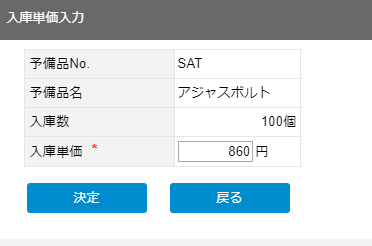 入庫単価入力
予備品No. SAT
予備品名 アジャスボルト
入庫数 100個
入庫単価 * 860 円
決定 戻る